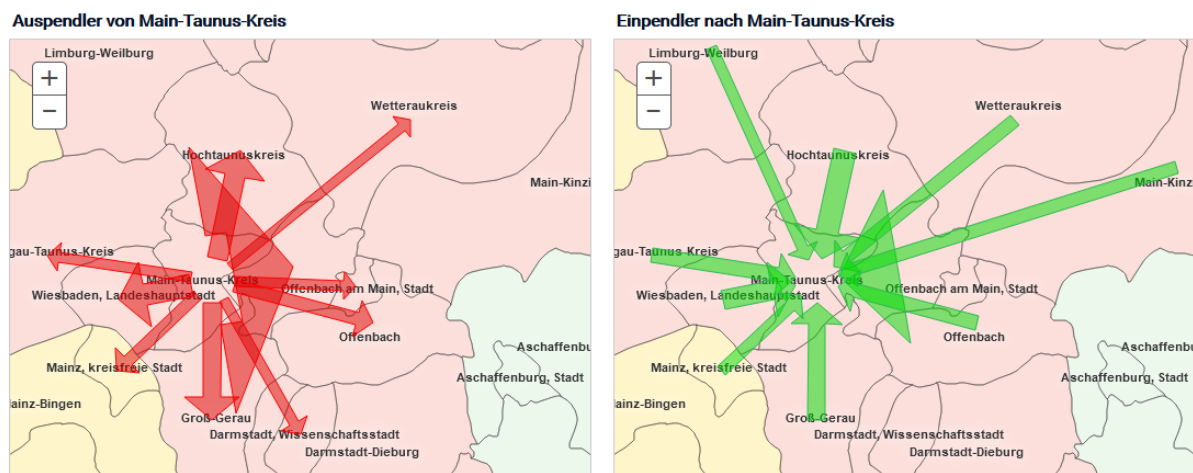 Auspendler von Main-Taunus-Kreis
Limburg-Weilburg
+
−
Wetteraukreis
Hochtaunuskreis
Main-Kinzi
gau-Taunus-Kreis
Main-Taunus-Kreis
Wiesbaden, Landeshauptstadt
Offenbach am Main, Stadt
Offenbach
Aschaffenbu
Mainz, kreisfreie Stadt
Aschaffenburg, Stadt
ainz-Bingen
Groß-Gerau
Darmstadt, Wissenschaftsstadt
Darmstadt-Dieburg
Einpendler nach Main-Taunus-Kreis
Limburg-Weilburg
+
−
Wetteraukreis
Hochtaunuskreis
Main-Kinzi
gau-Taunus-Kreis
Main-Taunus-Kreis
Wiesbaden, Landeshauptstadt
Offenbach am Main, Stadt
Offenbach
Aschaffenbu
Mainz, kreisfreie Stadt
Aschaffenburg, Stadt
ainz-Bingen
Groß-Gerau
Darmstadt, Wissenschaftsstadt
Darmstadt-Dieburg